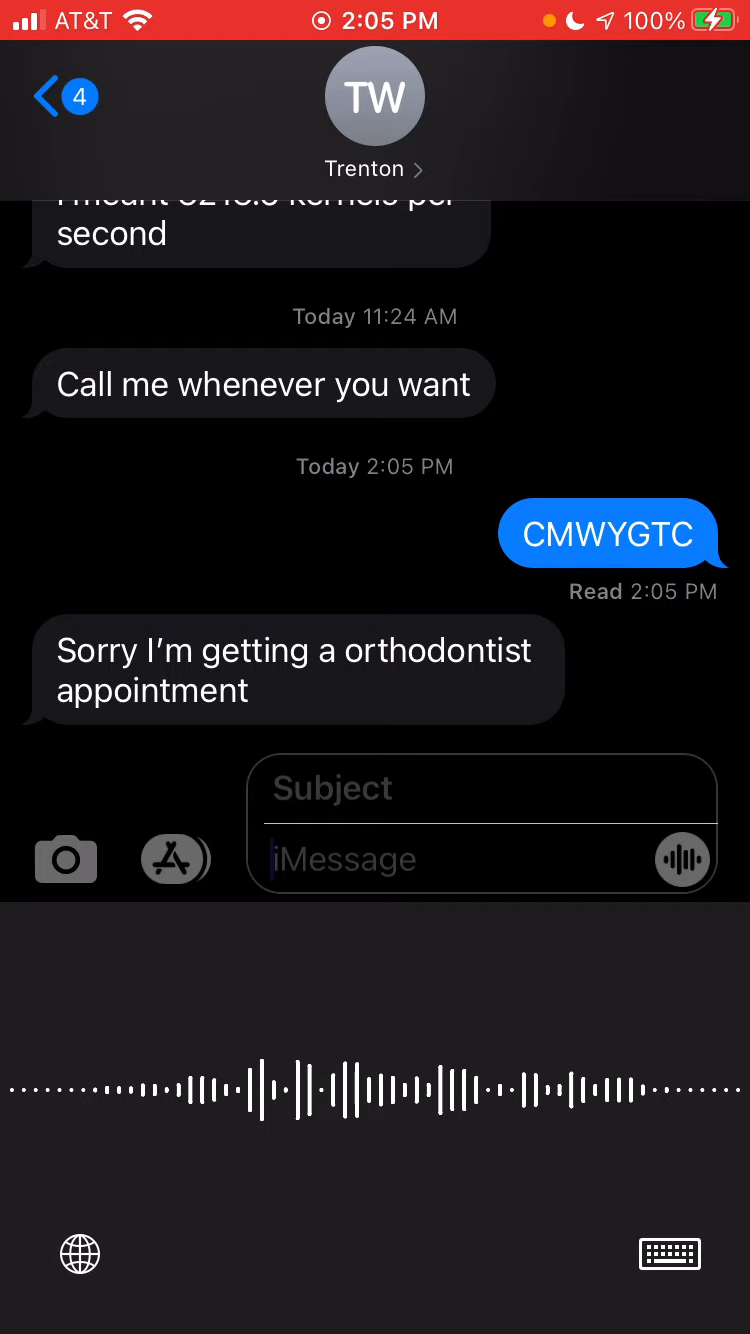 AT&T 2:05 PM 100%
4
TW
Trenton
per
second
Today 11:24 AM
Call me whenever you want
Today 2:05 PM
CMWYGTC
Read 2:05 PM
Sorry I’m getting a orthodontist
appointment
Subject
iMessage